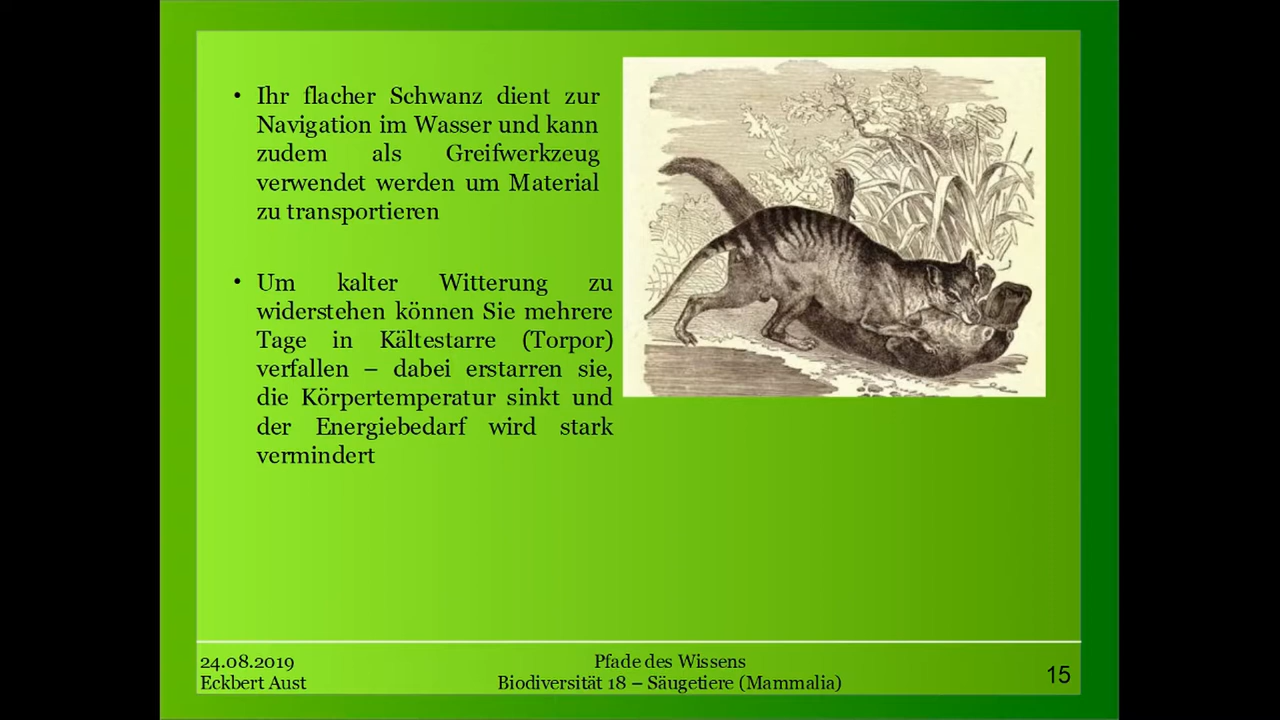 • Ihr flacher Schwanz dient zur
Navigation im Wasser und kann
zudem als Greifwerkzeug
verwendet werden um Material
zu transportieren
• Um kalter Witterung zu
widerstehen können Sie mehrere
Tage in Kältestarre (Torpor)
verfallen – dabei erstarren sie,
die Körpertemperatur sinkt und
der Energiebedarf wird stark
vermindert
24.08.2019
Eckbert Aust
Pfade des Wissens
Biodiversität 18 – Säugetiere (Mammalia)
15